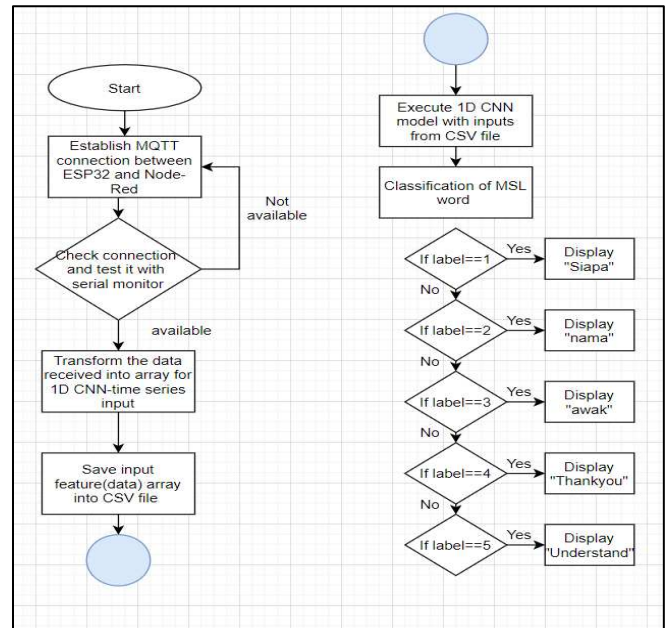 Start
Establish MQTT
connection between
ESP32 and Node-
Red
Not
available
Check connection
and test it with
serial monitor
available
Transform the data
received into array for
1D CNN-time series
input
Save input
feature(data) array
into CSV file
Execute 1D CNN
model with inputs
from CSV file
Classification of MSL
word
If label==1
Yes
Display
"Siapa"
No
If label==2
Yes
Display
"nama"
No
If label==3
Yes
Display
"awak"
No
If label==4
Yes
Display
"Thankyou"
No
If label==5
Yes
Display
"Understand"